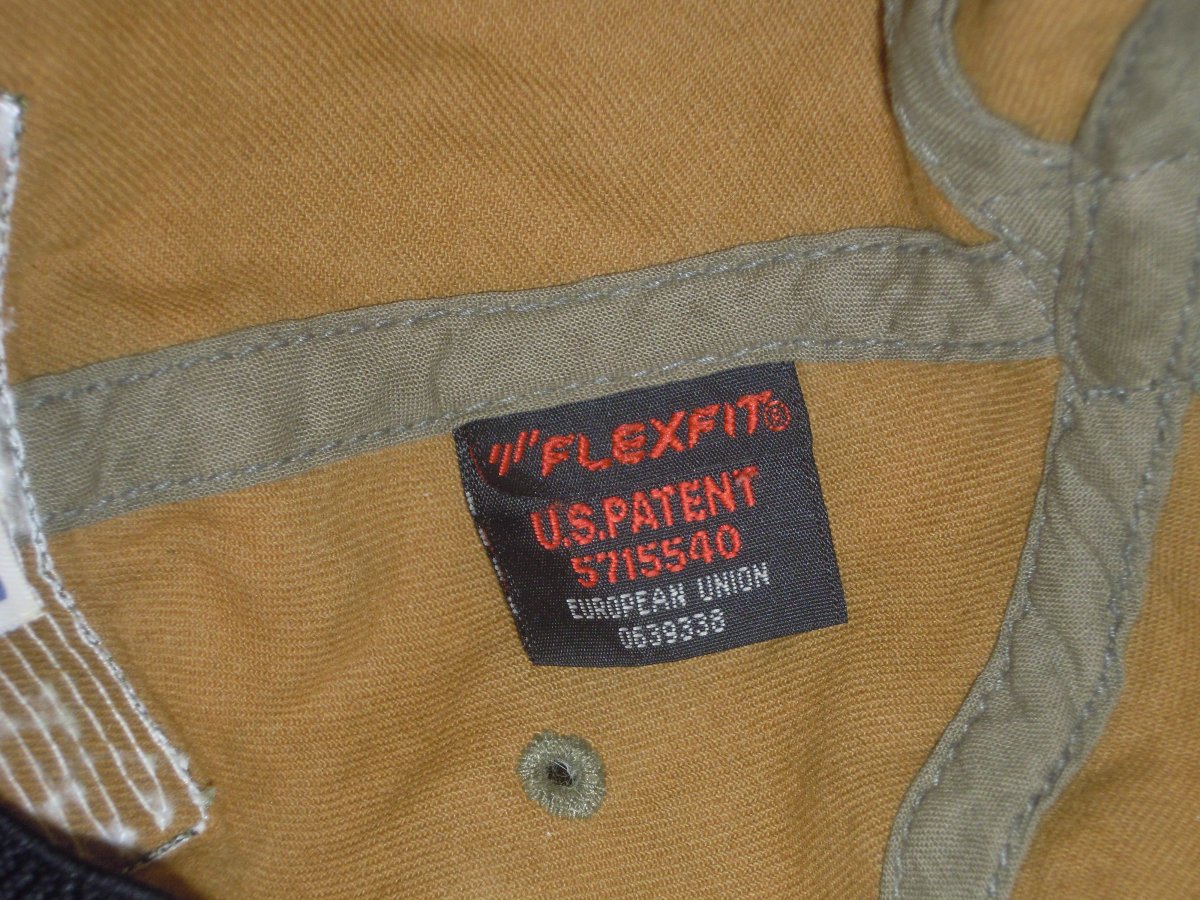 FLEXFIT®
U.S.PATENT
5715540
EUROPEAN UNION
0639338